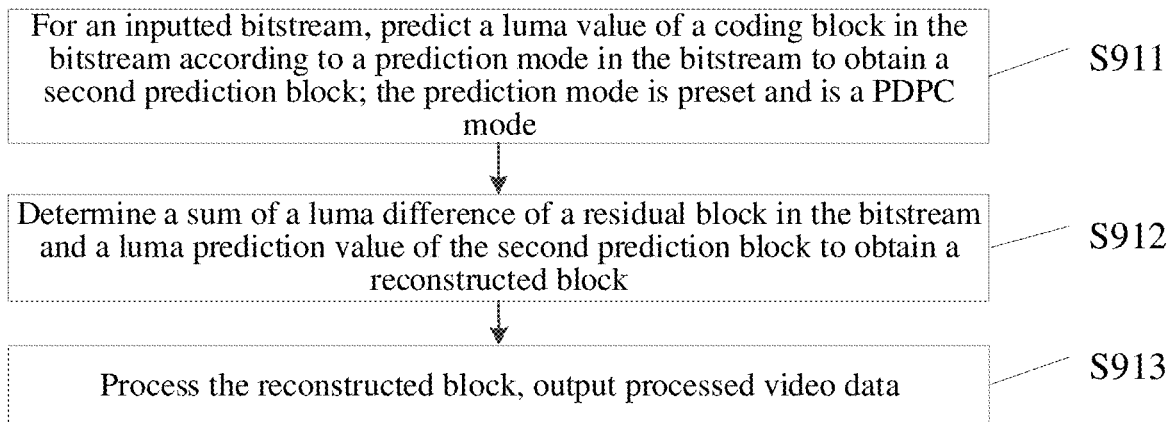 For an inputted bitstream, predict a luma value of a coding block in the
bitstream according to a prediction mode in the bitstream to obtain a
second prediction block; the prediction mode is preset and is a PDPC
mode
S911
Determine a sum of a luma difference of a residual block in the bitstream
and a luma prediction value of the second prediction block to obtain a
reconstructed block
S912
Process the reconstructed block, output processed video data
S913